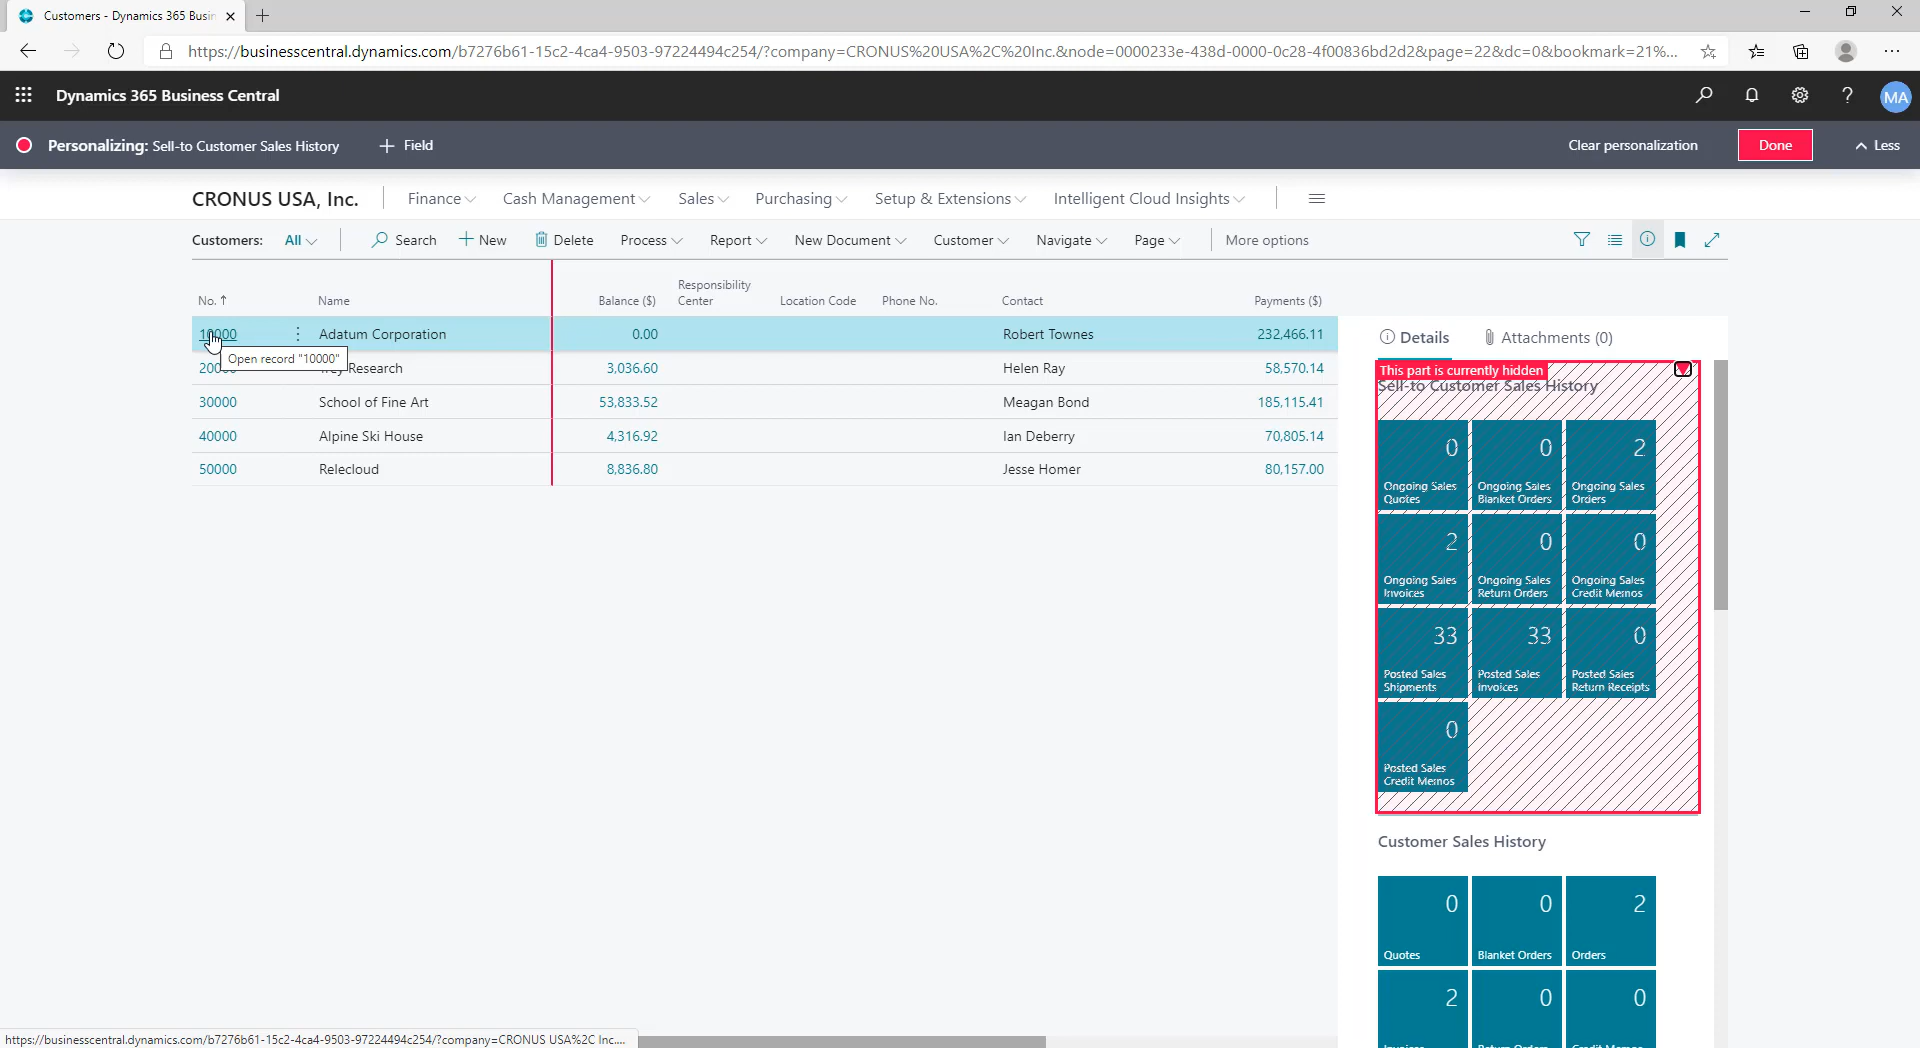 Customers - Dynamics 365 Busin
https://businesscentral.dynamics.com/b7276b61-15c2-4ca4-9503-97224494c254/?company=CRONUS%20USA%2C%20Inc.&node=0000233e-438d-0000-0c28-4f00836bd2d2&page=22&dc=0&bookmark=21%...
Dynamics 365 Business Central
MA
Personalizing: Sell-to Customer Sales History
Field
Clear personalization
Done
Less
CRONUS USA, Inc.
Finance
Cash Management
Sales
Purchasing
Setup & Extensions
Intelligent Cloud Insights
Customers: All
Search
New
Delete
Process
Report
New Document
Customer
Navigate
Page
More options
No. ↑
Name
Balance ($)
Responsibility
Center
Location Code
Phone No.
Contact
Payments ($)
10000 Adatum Corporation 0.00 Robert Townes 232,466.11
Open record "10000"
Research 3,036.60 Helen Ray 58,570.14
30000 School of Fine Art 53,833.52 Meagan Bond 185,115.41
40000 Alpine Ski House 4,316.92 Ian Deberry 70,805.14
50000 Relecloud 8,836.80 Jesse Homer 80,157.00
Details
Attachments (0)
This part is currently hidden
Sell-to Customer Sales History
0
Ongoing Sales
Quotes
0
Ongoing Sales
Blanket Orders
2
Ongoing Sales
Orders
2
Ongoing Sales
Invoices
0
Ongoing Sales
Return Orders
0
Ongoing Sales
Credit Memos
33
Posted Sales
Shipments
33
Posted Sales
Invoices
0
Posted Sales
Return Receipts
0
Posted Sales
Credit Memos
Customer Sales History
0
Quotes
0
Blanket Orders
2
Orders
2
0
0
https://businesscentral.dynamics.com/b7276b61-15c2-4ca4-9503-97224494c254/?company=CRONUS USA%2C Inc....